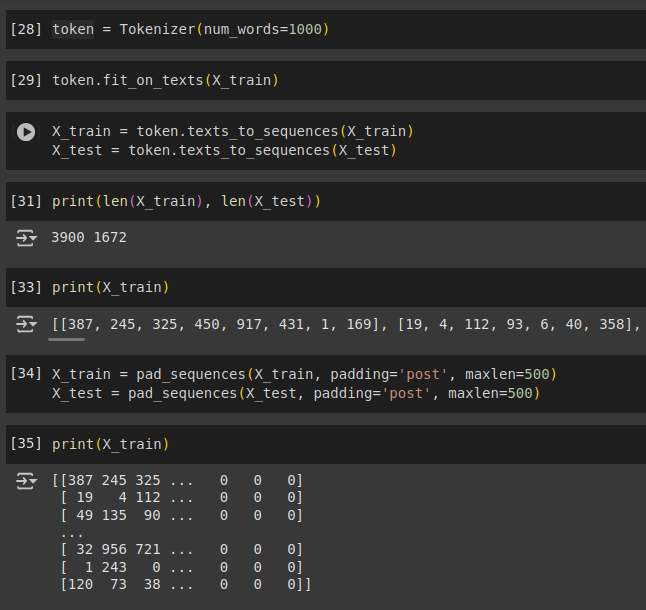 [28] token = Tokenizer(num_words=1000)
[29] token.fit_on_texts(X_train)
X_train = token.texts_to_sequences(X_train)
X_test = token.texts_to_sequences(X_test)
[31] print(len(X_train), len(X_test))
3900 1672
[33] print(X_train)
[[387, 245, 325, 450, 917, 431, 1, 169], [19, 4, 112, 93, 6, 40, 358],
[34] X_train = pad_sequences(X_train, padding='post', maxlen=500)
X_test = pad_sequences(X_test, padding='post', maxlen=500)
[35] print(X_train)
[[387 245 325 ...   0   0   0]
 [ 19   4 112 ...   0   0   0]
 [ 49 135  90 ...   0   0   0]
 ...
 [ 32 956 721 ...   0   0   0]
 [  1 243   0 ...   0   0   0]
 [120  73  38 ...   0   0   0]]